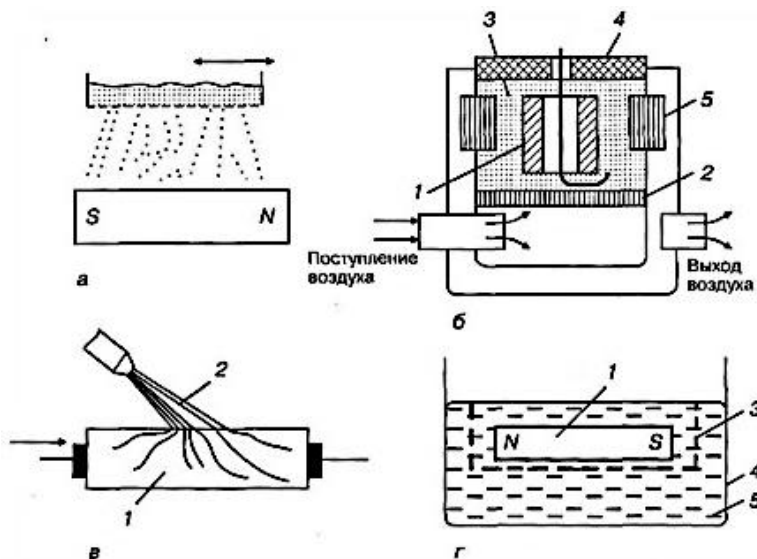 3 4
5
1
2
S N
Поступление
воздуха
Выход
воздуха
а
б
2
1
N S
3
1
4
5
в
г